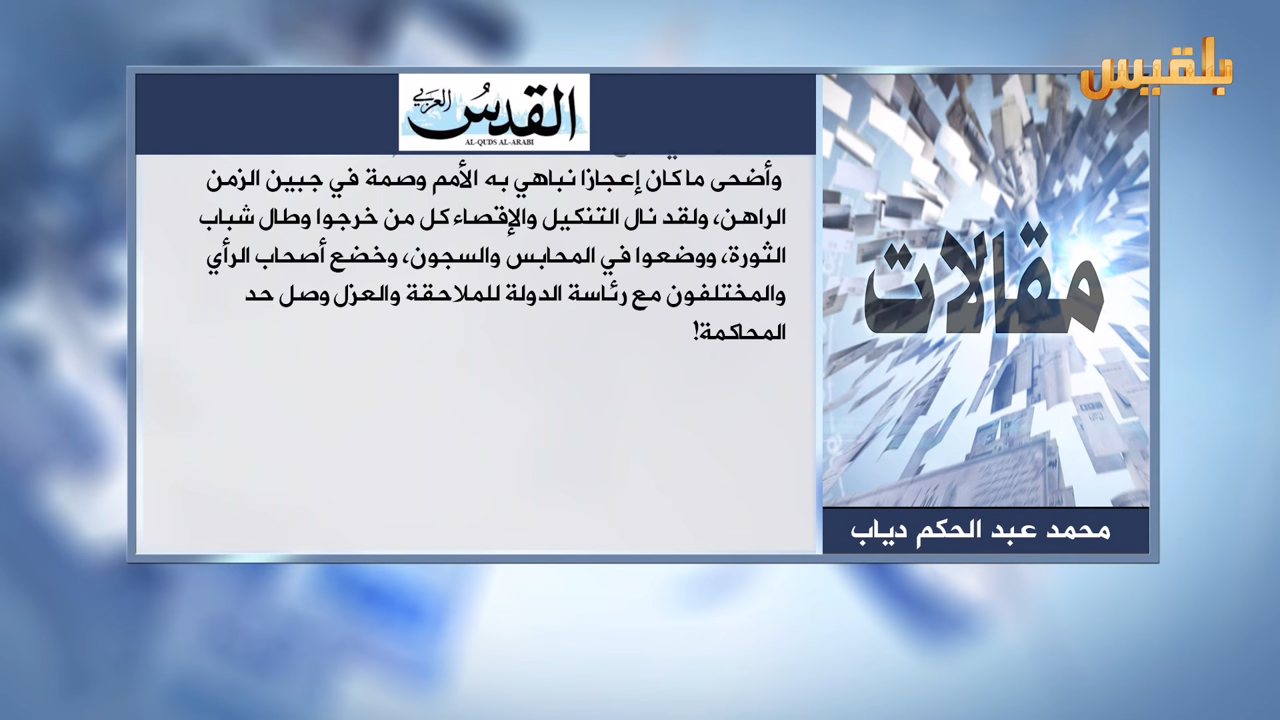 بلقيس
القدس العربي
AL-QUDS AL-ARABI
وأضحى ما كان إعجازا نباهي به الأمم وصمة في جبين الزمن
الراهن، ولقد نال التنكيل والإقصاء كل من خرجوا وطال شباب
الثورة، ووضعوا في المحابس والسجون، وخضع أصحاب الرأي
والمختلفون مع رئاسة الدولة للملاحقة والعزل وصل حد
المحاكمة!
مقالات
محمد عبد الحكم دياب